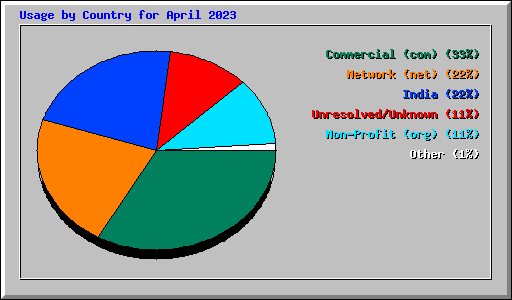 Usage by Country for April 2023
Commercial (com) (33%)
Network (net) (22%)
India (22%)
Unresolved/Unknown (11%)
Non-Profit (org) (11%)
Other (1%)